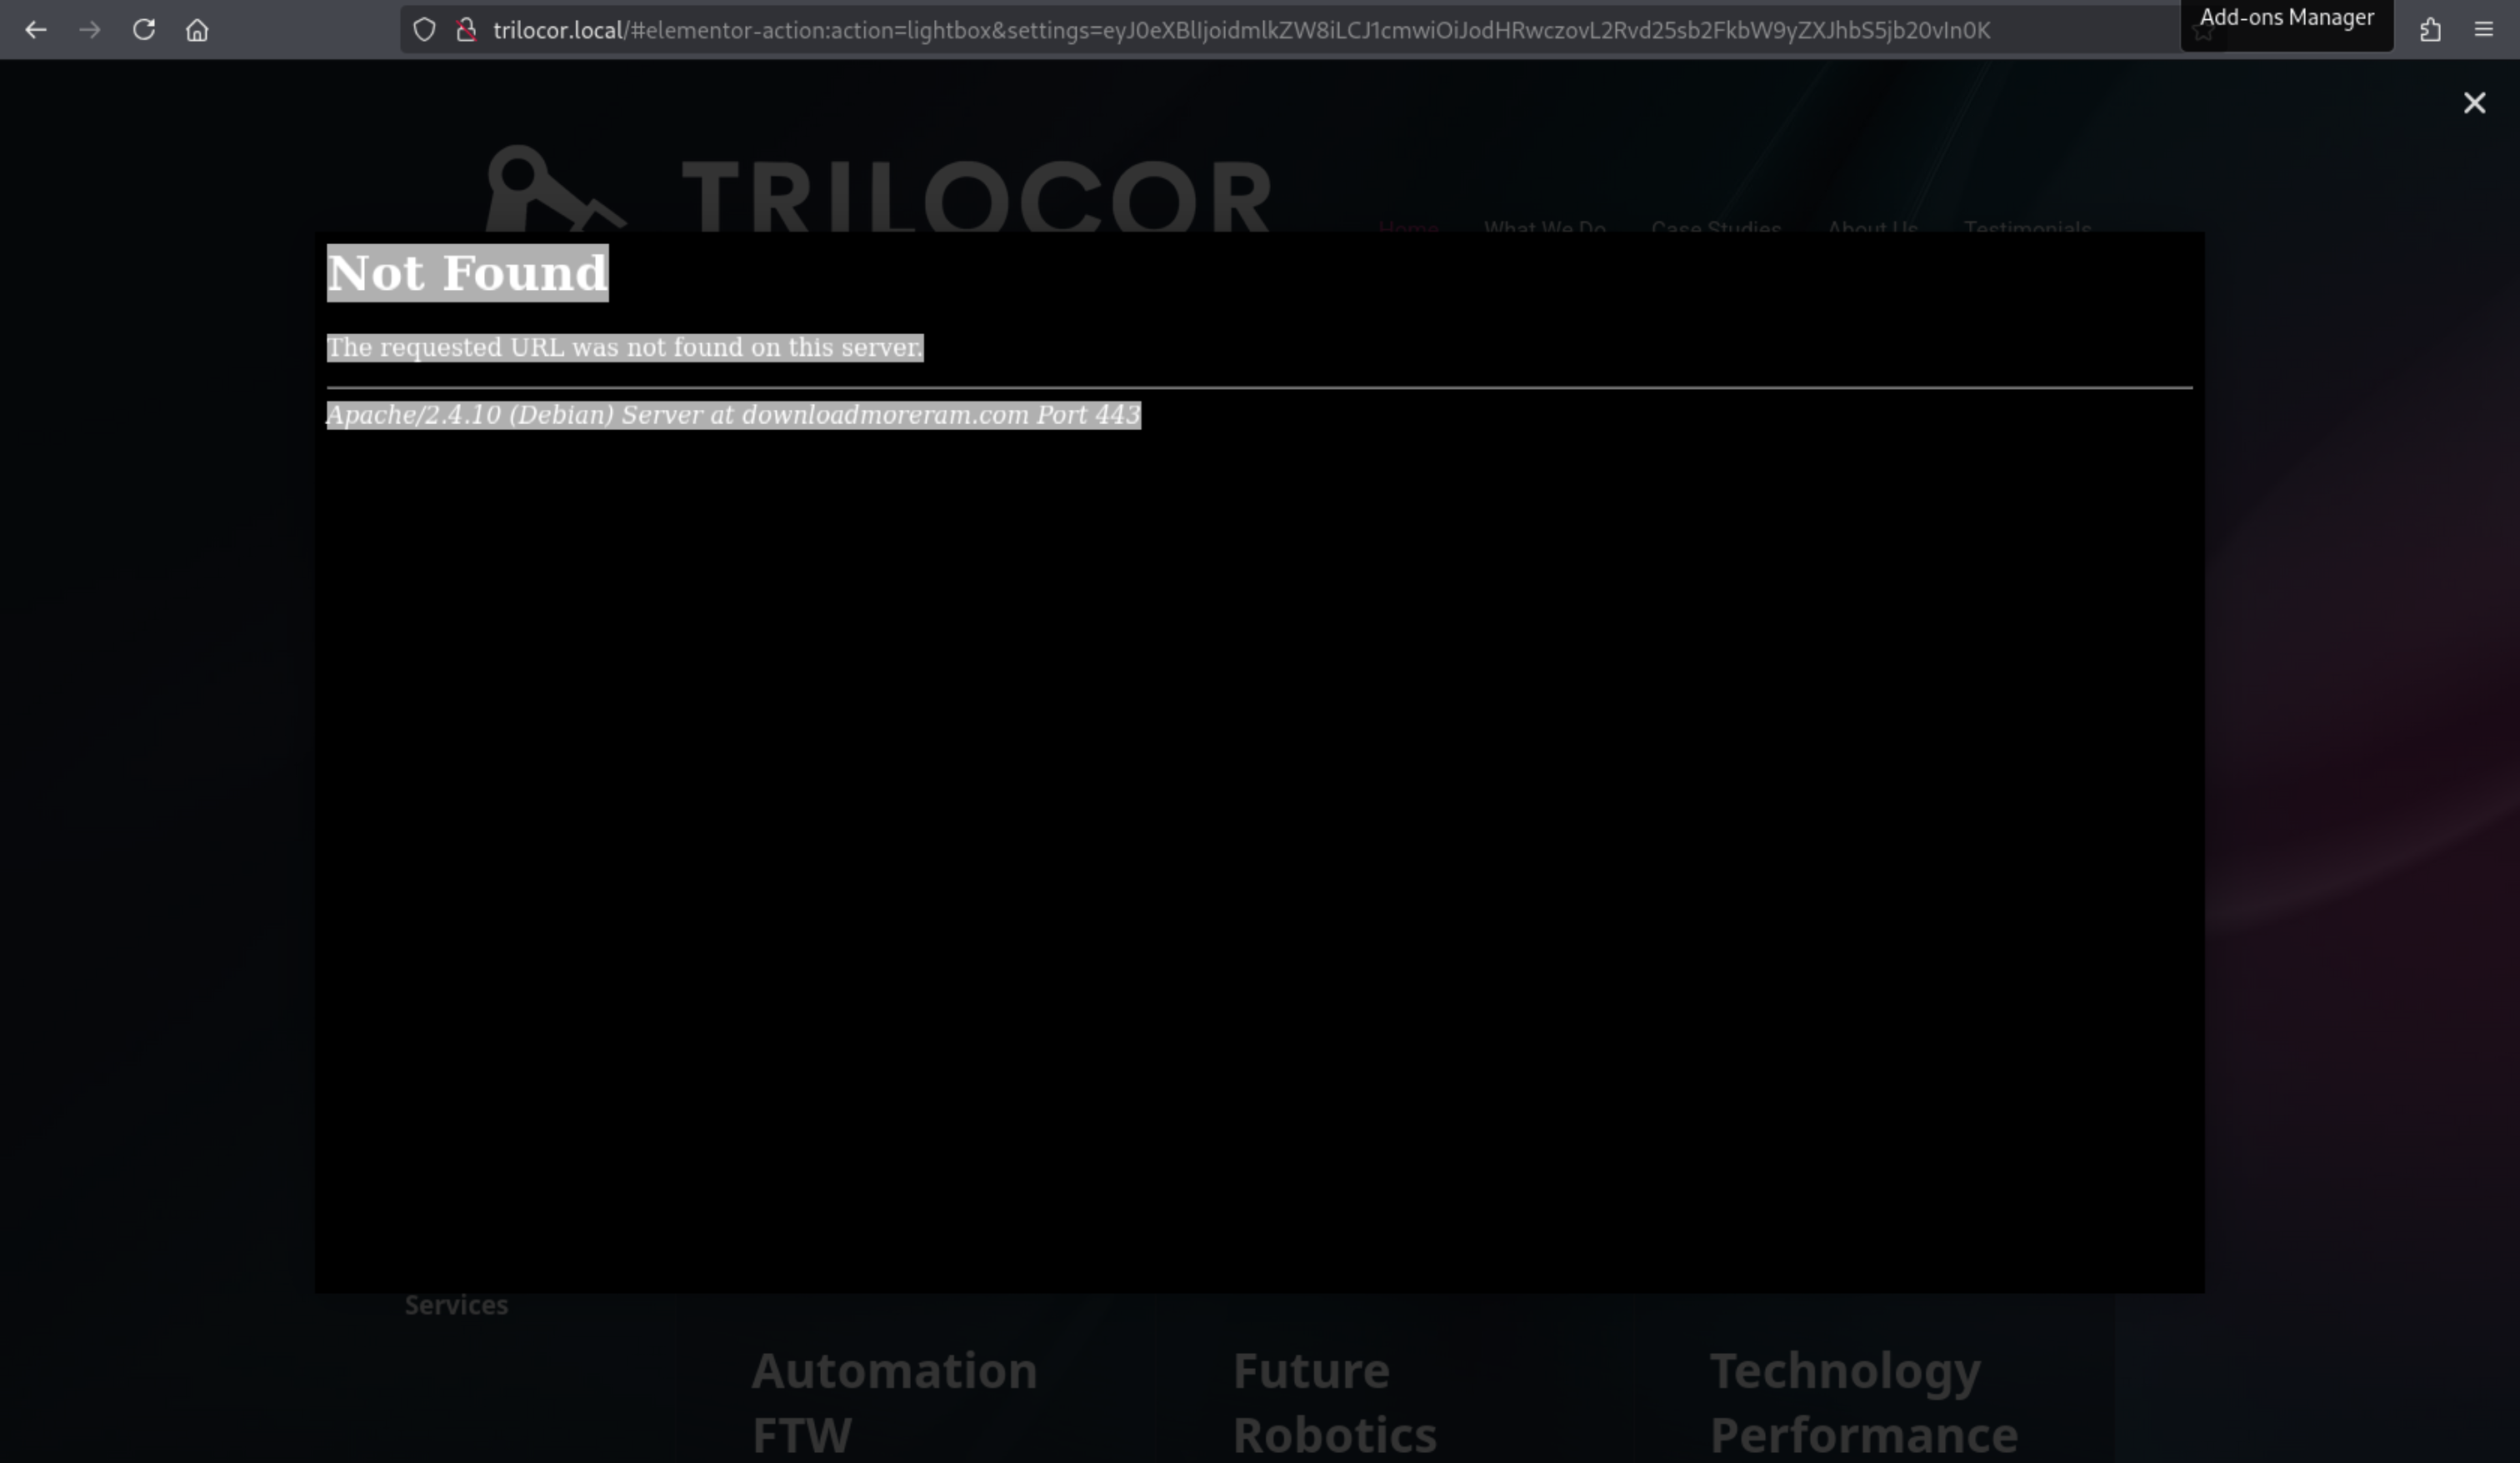 trilocor.local/#elementor-action:action=lightbox&settings=eyJ0eXBlIjoidmlkZW8iLCJ1cmwiOiJodHRwczovL2Rvd25sb2FkbW9yZXJhbS5jb20vIn0K
Add-ons Manager
TRILOCOR
Home What We Do Case Studies About Us Testimonials
Not Found
The requested URL was not found on this server.
Apache/2.4.10 (Debian) Server at downloadmoreram.com Port 443
Services
Automation FTW
Future Robotics
Technology Performance